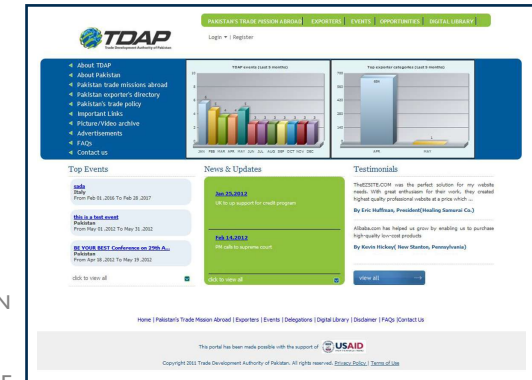 TDAP
Trade Development Authority of Pakistan
PAKISTAN'S TRADE MISSION ABROAD | EXPORTERS | EVENTS | OPPORTUNITIES | DIGITAL LIBRARY |
Login | Register
About TDAP
About Pakistan
Pakistan trade missions abroad
Pakistan exporter's directory
Pakistan's trade policy
Important Links
Picture/Video archive
Advertisements
FAQs
Contact us
TDAP events (Last 5 months)
JAN FEB MAR APR MAY JUN JUL AUG SEP OCT NOV DEC
Top exporter categories (Last 5 months)
APR MAY
Top Events
sada
Italy
From Feb 01 ,2016 To Feb 28 ,2017
this is a test event
Pakistan
From May 01 ,2012 To May 31 ,2012
BE YOUR BEST Conference on 29th A...
Pakistan
From Apr 18 ,2012 To May 19 ,2012
click to view all
News & Updates
Jan 25,2012
UK to up support for credit program
Feb 14,2012
PM calls to supreme court
click to view all
Testimonials
TheEZSITE.COM was the perfect solution for my website
needs. With great enthusiasm for their work, they created
highest quality professional website at a price which ...
By Eric Huffman, President(Healing Samurai Co.)
Alibaba.com has helped us grow by enabling us to purchase
high-quality low-cost products
By Kevin Hickey( New Stanton, Pennsylvania)
view all
N
E
Home | Pakistan's Trade Mission Abroad | Exporters | Events | Delegations | Digital Library | Disclaimer | FAQs |Contact Us
This portal has been made possible with the support of USAID
Copyright 2011 Trade Development Authority of Pakistan. All rights reserved. Privacy Policy | Terms of Use